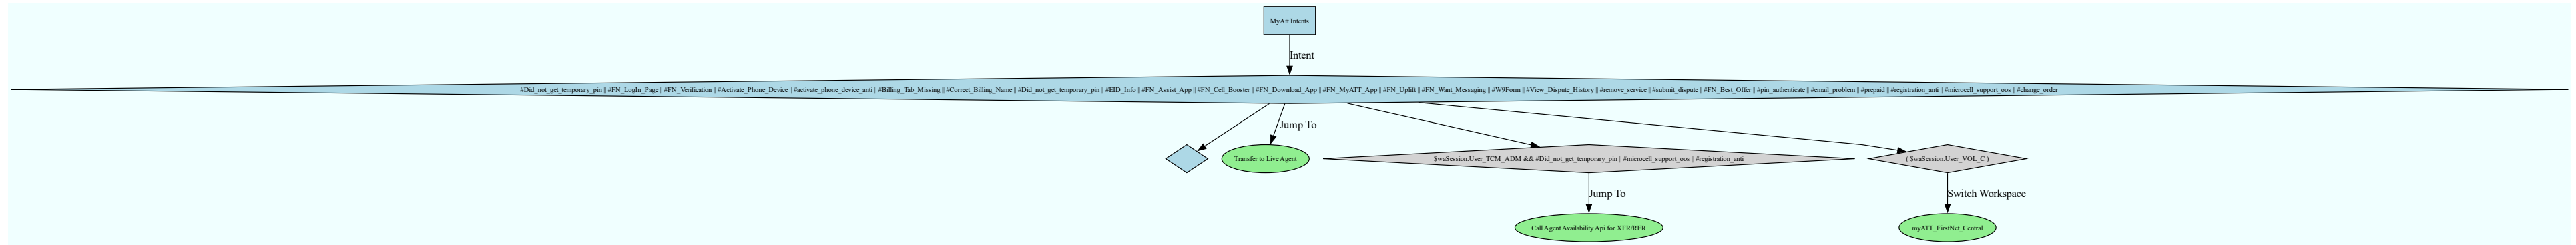 MyAtt Intents
Intent
#Did_not_get_temporary_pin || #FN_LogIn_Page || #FN_Verification || #Activate_Phone_Device || #activate_phone_device_anti || #Billing_Tab_Missing || #Correct_Billing_Name || #Did_not_get_temporary_pin || #EID_Info || #FN_Assist_App || #FN_Cell_Booster || #FN_Download_App || #FN_MyATT_App || #FN_Uplift || #FN_Want_Messaging || #W9Form || #View_Dispute_History || #remove_service || #submit_dispute || #FN_Best_Offer || #pin_authenticate || #email_problem || #prepaid || #registration_anti || #microcell_support_oos || #change_order
Jump To
Transfer to Live Agent
$waSession.User_TCM_ADM && #Did_not_get_temporary_pin || #microcell_support_oos || #registration_anti
( $waSession.User_VOL_C )
Jump To
Switch Workspace
Call Agent Availability Api for XFR/RFR
myATT_FirstNet_Central